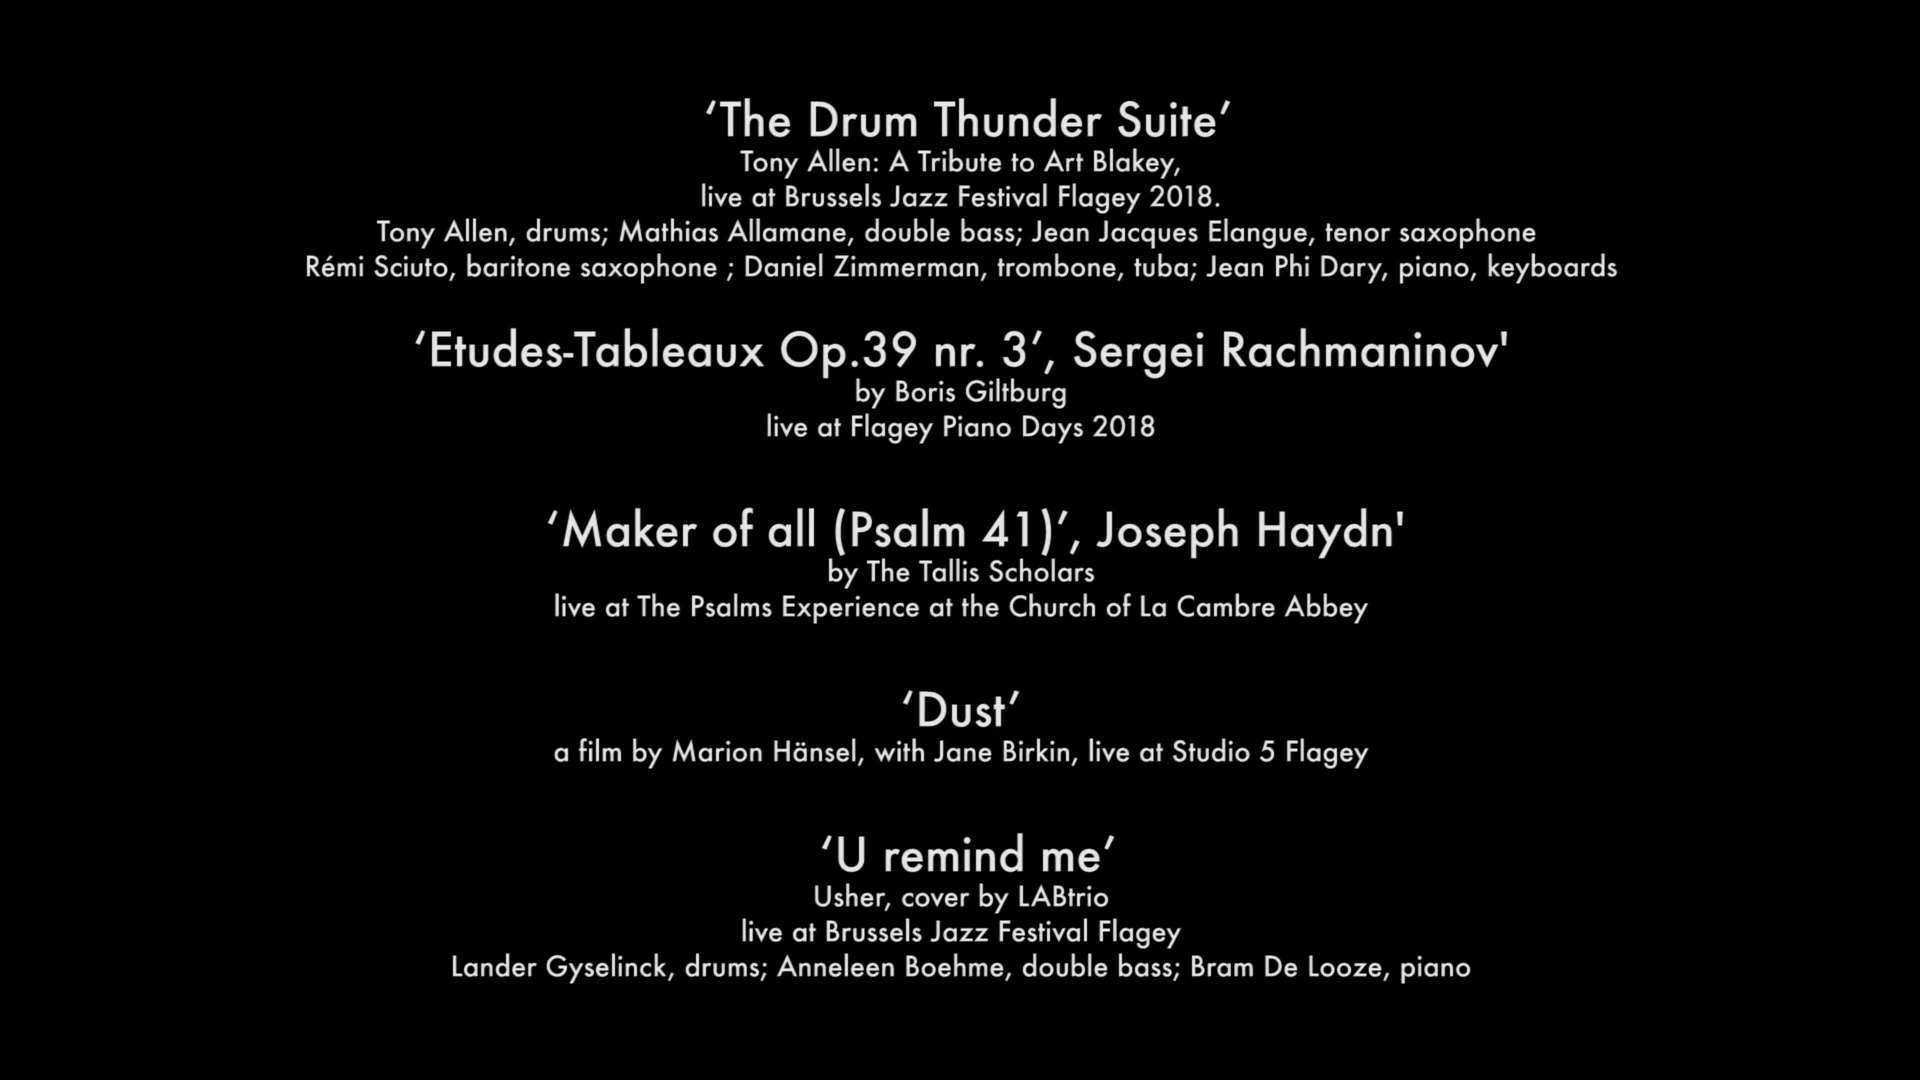 ‘The Drum Thunder Suite’
Tony Allen: A Tribute to Art Blakey,
live at Brussels Jazz Festival Flagey 2018.
Tony Allen, drums; Mathias Allamane, double bass; Jean Jacques Elangue, tenor saxophone
Rémi Sciuto, baritone saxophone ; Daniel Zimmerman, trombone, tuba; Jean Phi Dary, piano, keyboards
‘Etudes-Tableaux Op.39 nr. 3’, Sergei Rachmaninov'
by Boris Giltburg
live at Flagey Piano Days 2018
‘Maker of all (Psalm 41)’, Joseph Haydn'
by The Tallis Scholars
live at The Psalms Experience at the Church of La Cambre Abbey
‘Dust’
a film by Marion Hänsel, with Jane Birkin, live at Studio 5 Flagey
‘U remind me’
Usher, cover by LABtrio
live at Brussels Jazz Festival Flagey
Lander Gyselinck, drums; Anneleen Boehme, double bass; Bram De Looze, piano